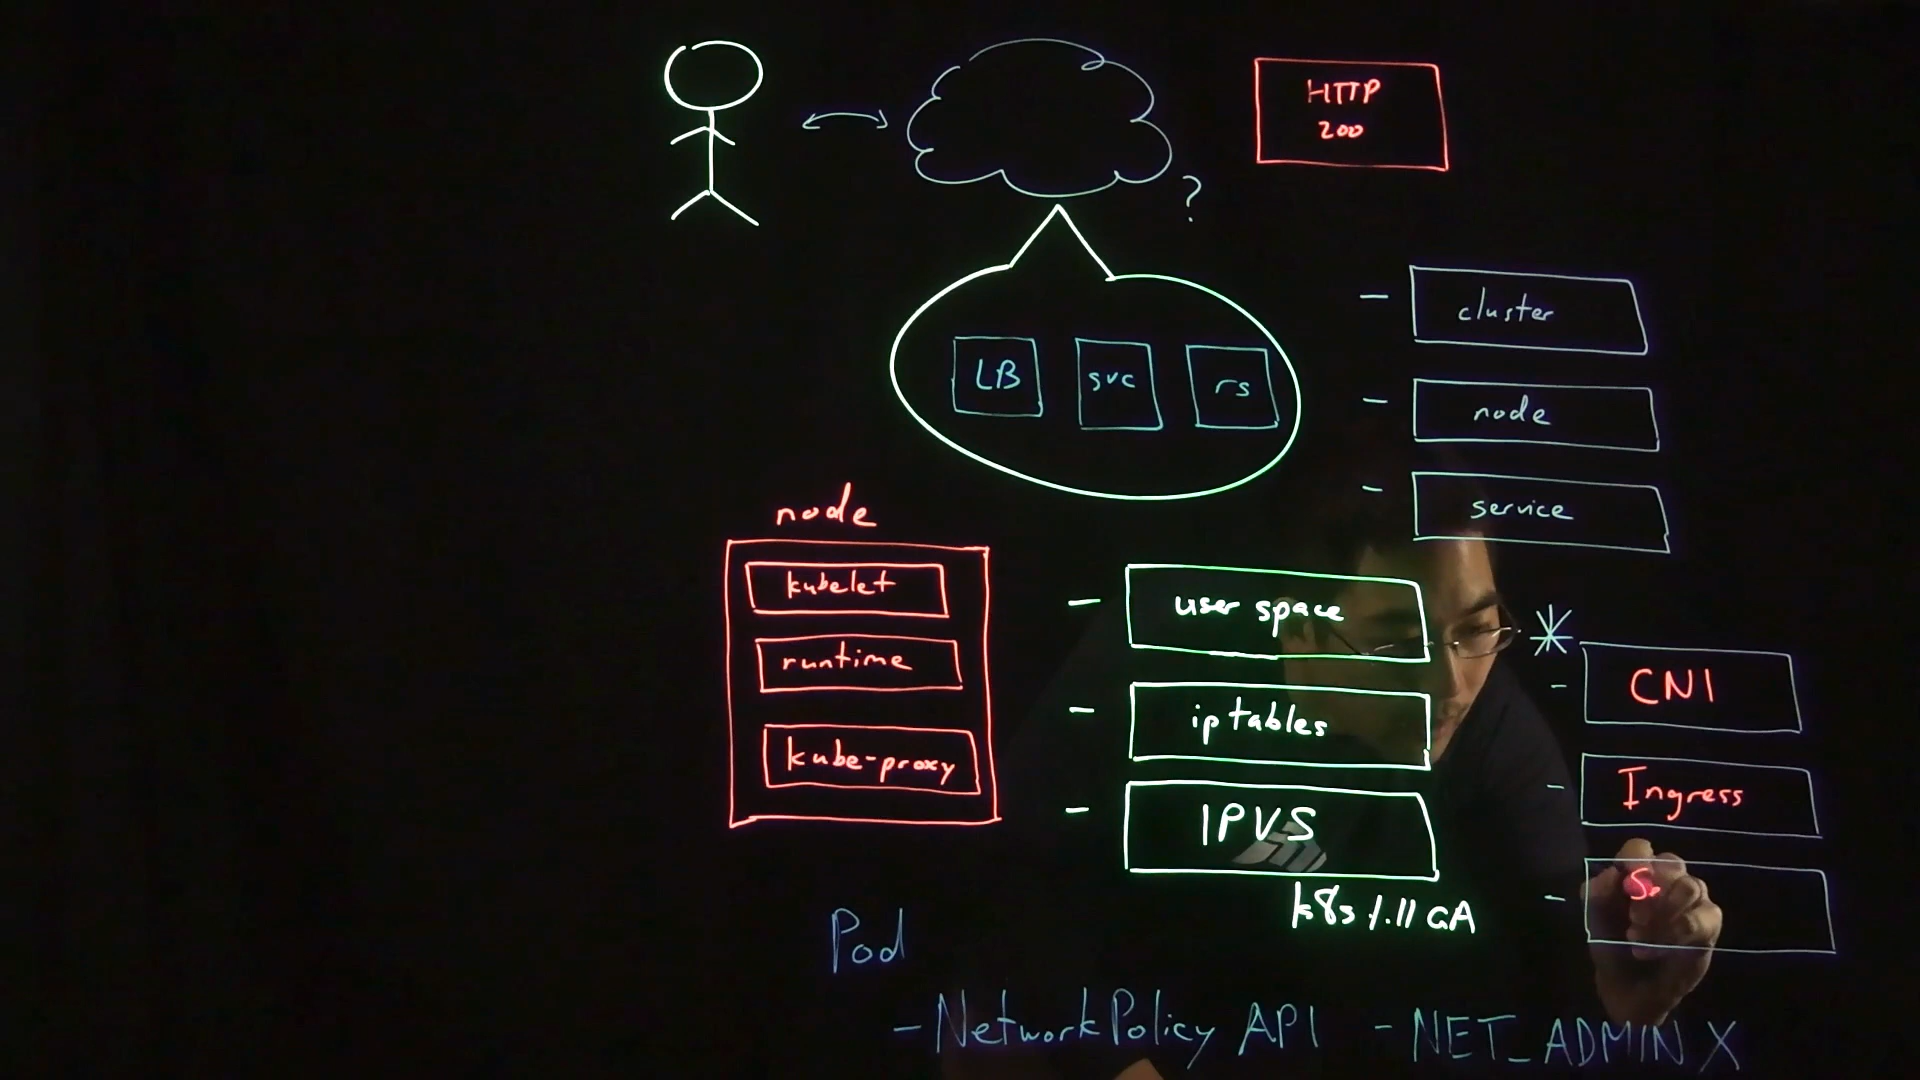 HTTP
200
?
cluster
LB
svc
rs
node
service
node
kubelet
runtime
kube-proxy
user space
iptables
IPVS
k8s 1.11 GA
*
- CNI
- Ingress
- Se
Pod
- NetworkPolicy API
- NET_ADMIN X